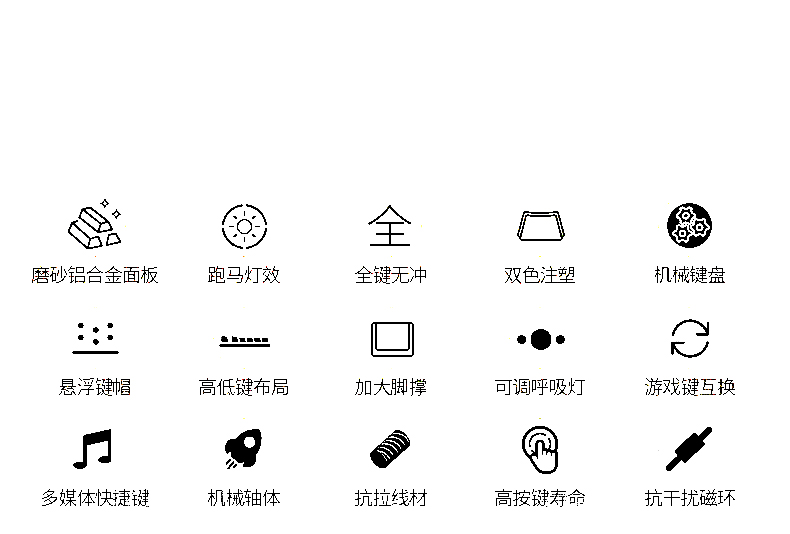 磨砂铝合金面板 跑马灯效 全键无冲 双色注塑 机械键盘
悬浮键帽 高低键布局 加大脚撑 可调呼吸灯 游戏键互换
多媒体快捷键 机械轴体 抗拉线材 高按键寿命 抗干扰磁环